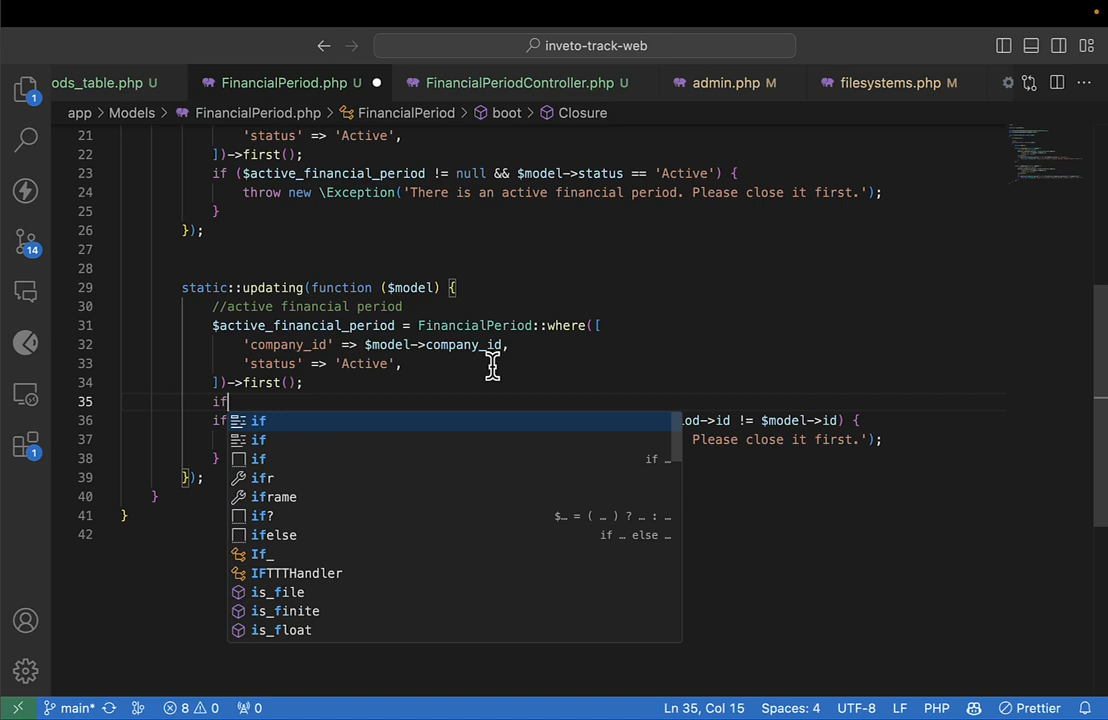 inveto-track-web
ods_table.php U
FinancialPeriod.php U
FinancialPeriodController.php U
admin.php M
filesystems.php M
app > Models > FinancialPeriod.php > FinancialPeriod > boot > Closure
21 'status' => 'Active',
22 ])->first();
23 if ($active_financial_period != null && $model->status == 'Active') {
24 throw new \Exception('There is an active financial period. Please close it first.');
25 }
26 });
27
28
29 static::updating(function ($model) {
30 //active financial period
31 $active_financial_period = FinancialPeriod::where([
32 'company_id' => $model->company_id,
33 'status' => 'Active',
34 ])->first();
35 if
36 if od->id != $model->id) {
37 Please close it first.');
38 }
39 });
40 }
41 }
42
if
if
if if …
ifr
iframe
if? $… = ( … ) ? … : …
ifelse if … else …
If_
IFTTTHandler
is_file
is_finite
is_float
1
14
1
main* 8 0 0 Ln 35, Col 15 Spaces: 4 UTF-8 LF PHP Prettier